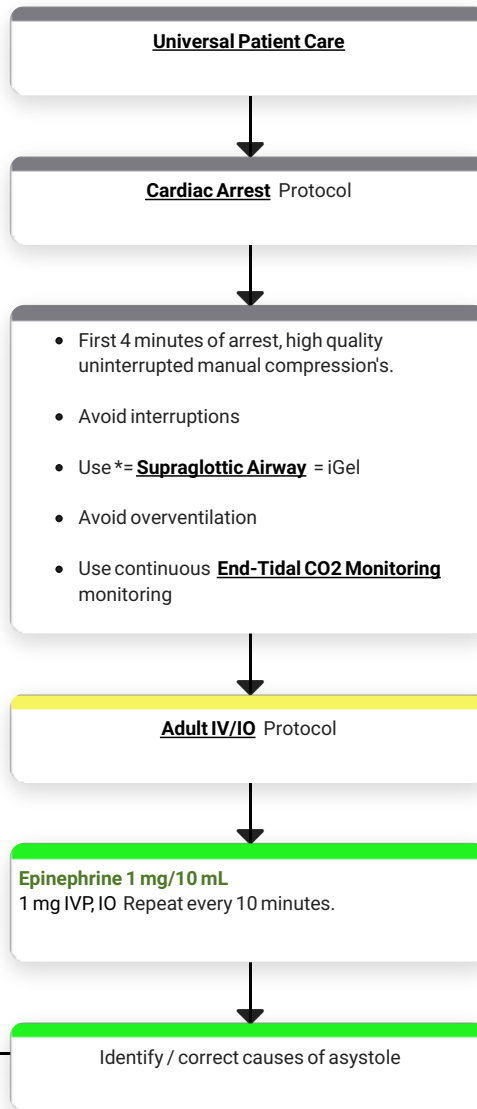 Universal Patient Care
Cardiac Arrest Protocol
First 4 minutes of arrest, high quality
uninterrupted manual compression's.
Avoid interruptions
Use *= Supraglottic Airway = iGel
Avoid overventilation
Use continuous End-Tidal CO2 Monitoring
monitoring
Adult IV/IO Protocol
Epinephrine 1 mg/10 mL
1 mg IVP, IO Repeat every 10 minutes.
Identify / correct causes of asystole